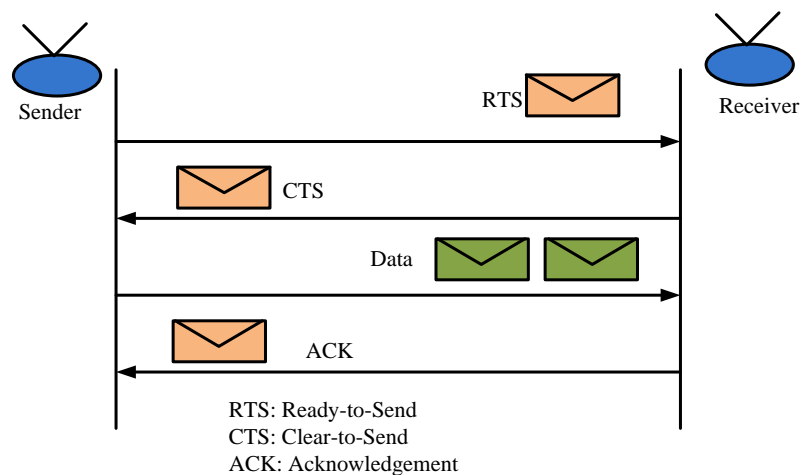 Sender
Receiver
RTS
CTS
Data
ACK
RTS: Ready-to-Send
CTS: Clear-to-Send
ACK: Acknowledgement